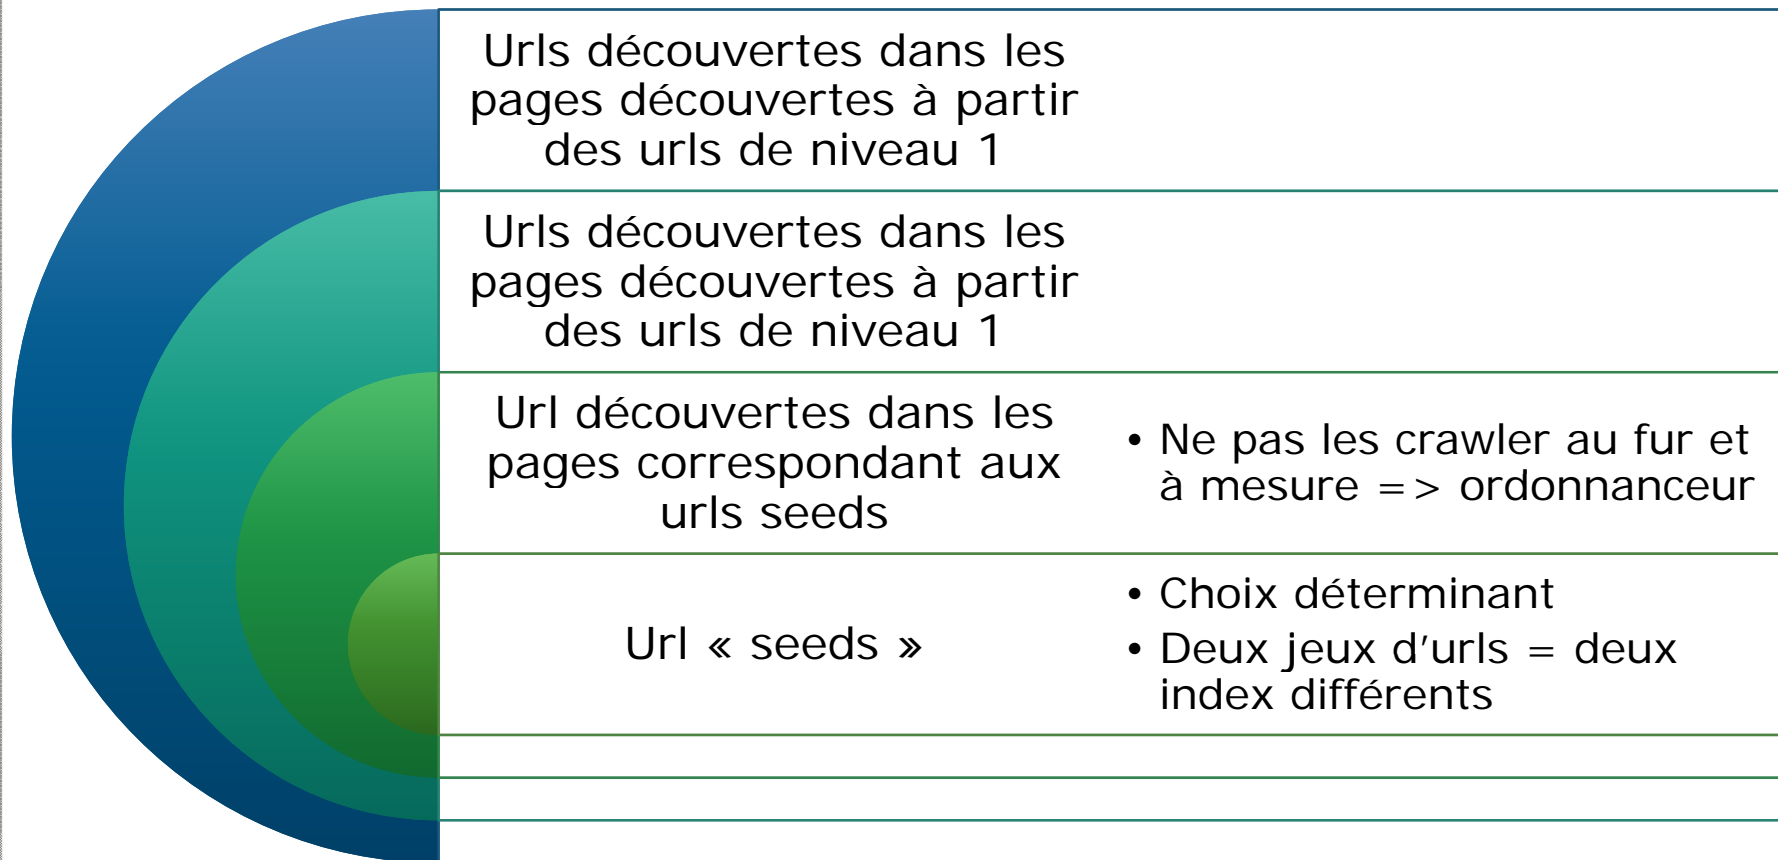 Urls découvertes dans les
pages découvertes à partir
des urls de niveau 1
Urls découvertes dans les
pages découvertes à partir
des urls de niveau 1
Url découvertes dans les
pages correspondant aux
urls seeds
• Ne pas les crawler au fur et
à mesure => ordonnanceur
Url « seeds »
• Choix déterminant
• Deux jeux d'urls = deux
index différents